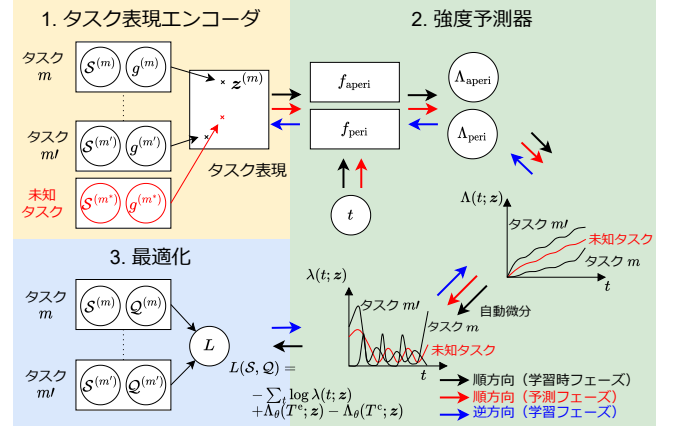 1. タスク表現エンコーダ
タスク
m
S^(m) g^(m)
z^(m)
タスク
m′
S^(m′) g^(m′)
タスク表現
未知
タスク
S^(m*) g^(m*)
2. 強度予測器
f_aperi
f_peri
Λ_aperi
Λ_peri
t
Λ(t; z)
タスク m′
未知タスク
タスク m
t
自動微分
λ(t; z)
タスク m′
タスク m
未知タスク
t
3. 最適化
タスク
m
S^(m) Q^(m)
タスク
m′
S^(m′) Q^(m′)
L
L(S, Q) =
− ∑_t log λ(t; z)
+Λ_θ(T^e; z) − Λ_θ(T^c; z)
順方向（学習時フェーズ）
順方向（予測フェーズ）
逆方向（学習フェーズ）